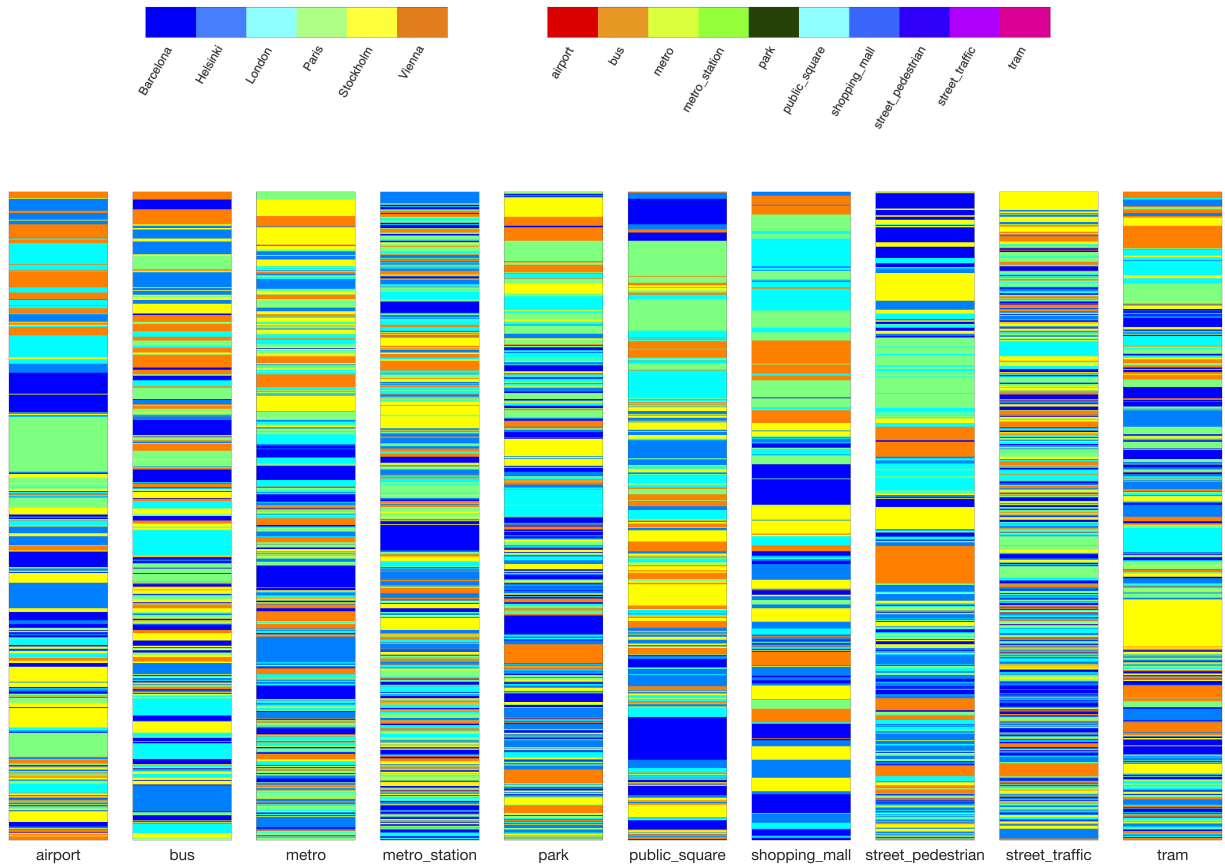 Barcelona
Helsinki
London
Paris
Stockholm
Vienna
airport
bus
metro
metro_station
park
public_square
shopping_mall
street_pedestrian
street_traffic
tram
airport
bus
metro
metro_station
park
public_square
shopping_mall
street_pedestrian
street_traffic
tram